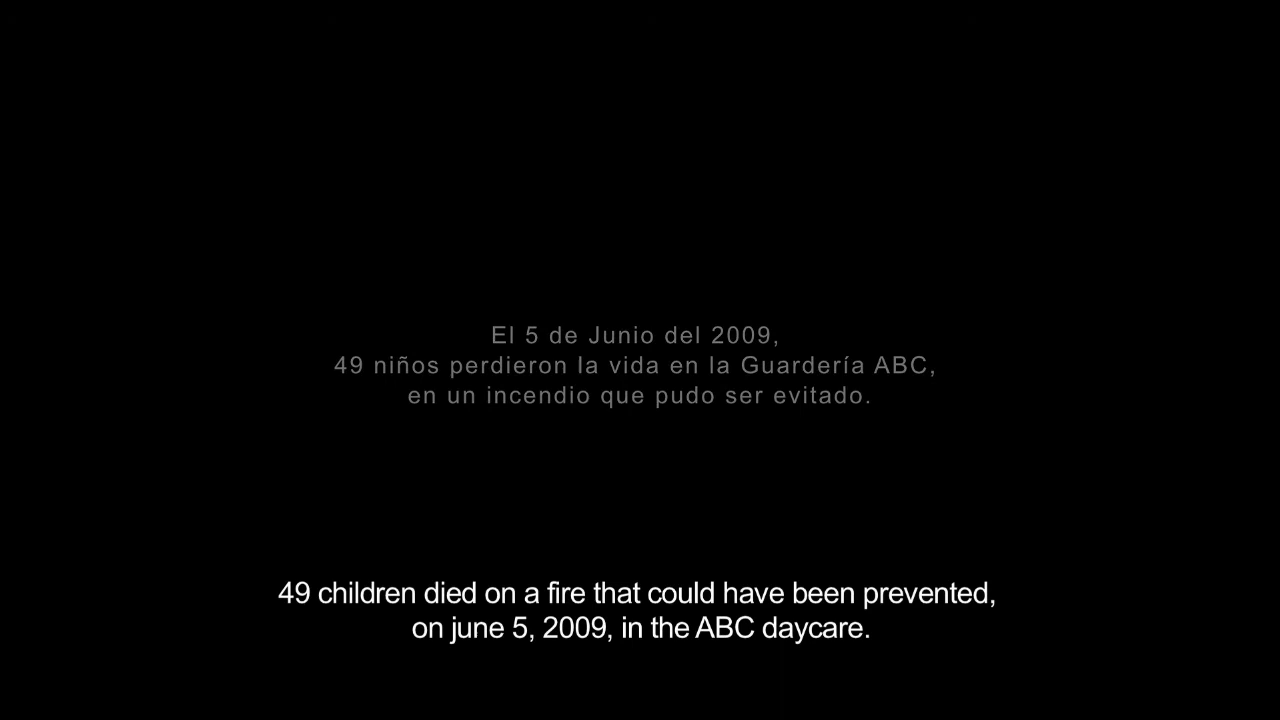 El 5 de Junio del 2009,
49 niños perdieron la vida en la Guardería ABC,
en un incendio que pudo ser evitado.
49 children died on a fire that could have been prevented,
on june 5, 2009, in the ABC daycare.